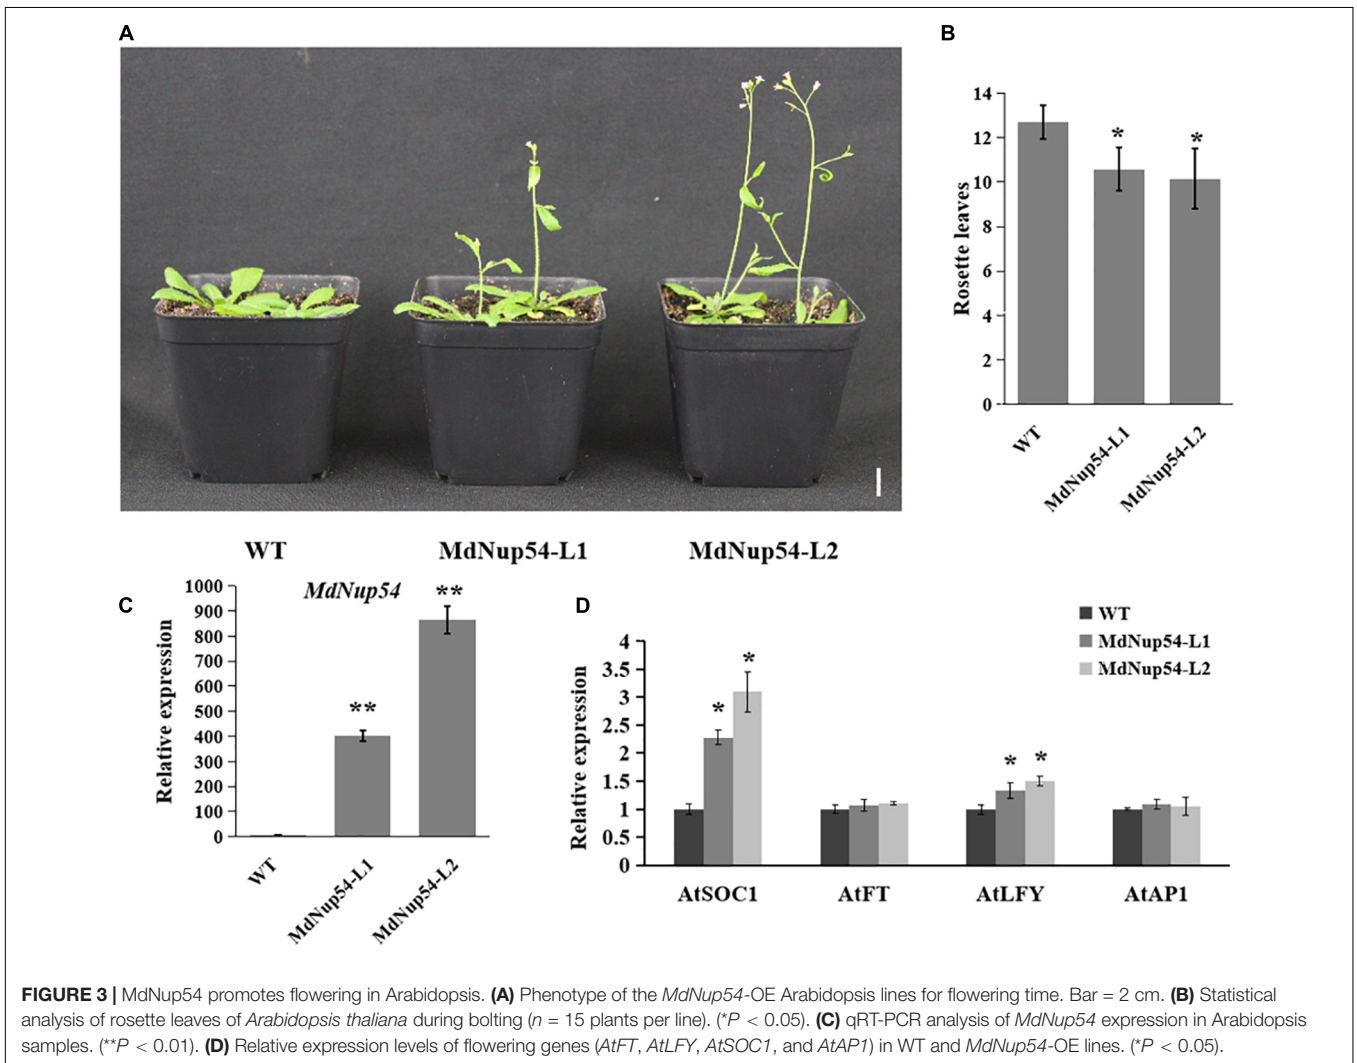 A
WT
MdNup54-L1
MdNup54-L2
B
Rosette leaves
14
12
10
8
6
4
2
0
*
*
WT
MdNup54-L1
MdNup54-L2
C
MdNup54
Relative expression
1000
900
800
700
600
500
400
300
200
100
0
**
**
WT
MdNup54-L1
MdNup54-L2
D
WT
MdNup54-L1
MdNup54-L2
Relative expression
4
3.5
3
2.5
2
1.5
1
0.5
0
*
*
*
*
AtSOC1
AtFT
AtLFY
AtAP1
FIGURE 3 | MdNup54 promotes flowering in Arabidopsis. (A) Phenotype of the MdNup54-OE Arabidopsis lines for flowering time. Bar = 2 cm. (B) Statistical
analysis of rosette leaves of Arabidopsis thaliana during bolting (n = 15 plants per line). (*P < 0.05). (C) qRT-PCR analysis of MdNup54 expression in Arabidopsis
samples. (**P < 0.01). (D) Relative expression levels of flowering genes (AtFT, AtLFY, AtSOC1, and AtAP1) in WT and MdNup54-OE lines. (*P < 0.05).